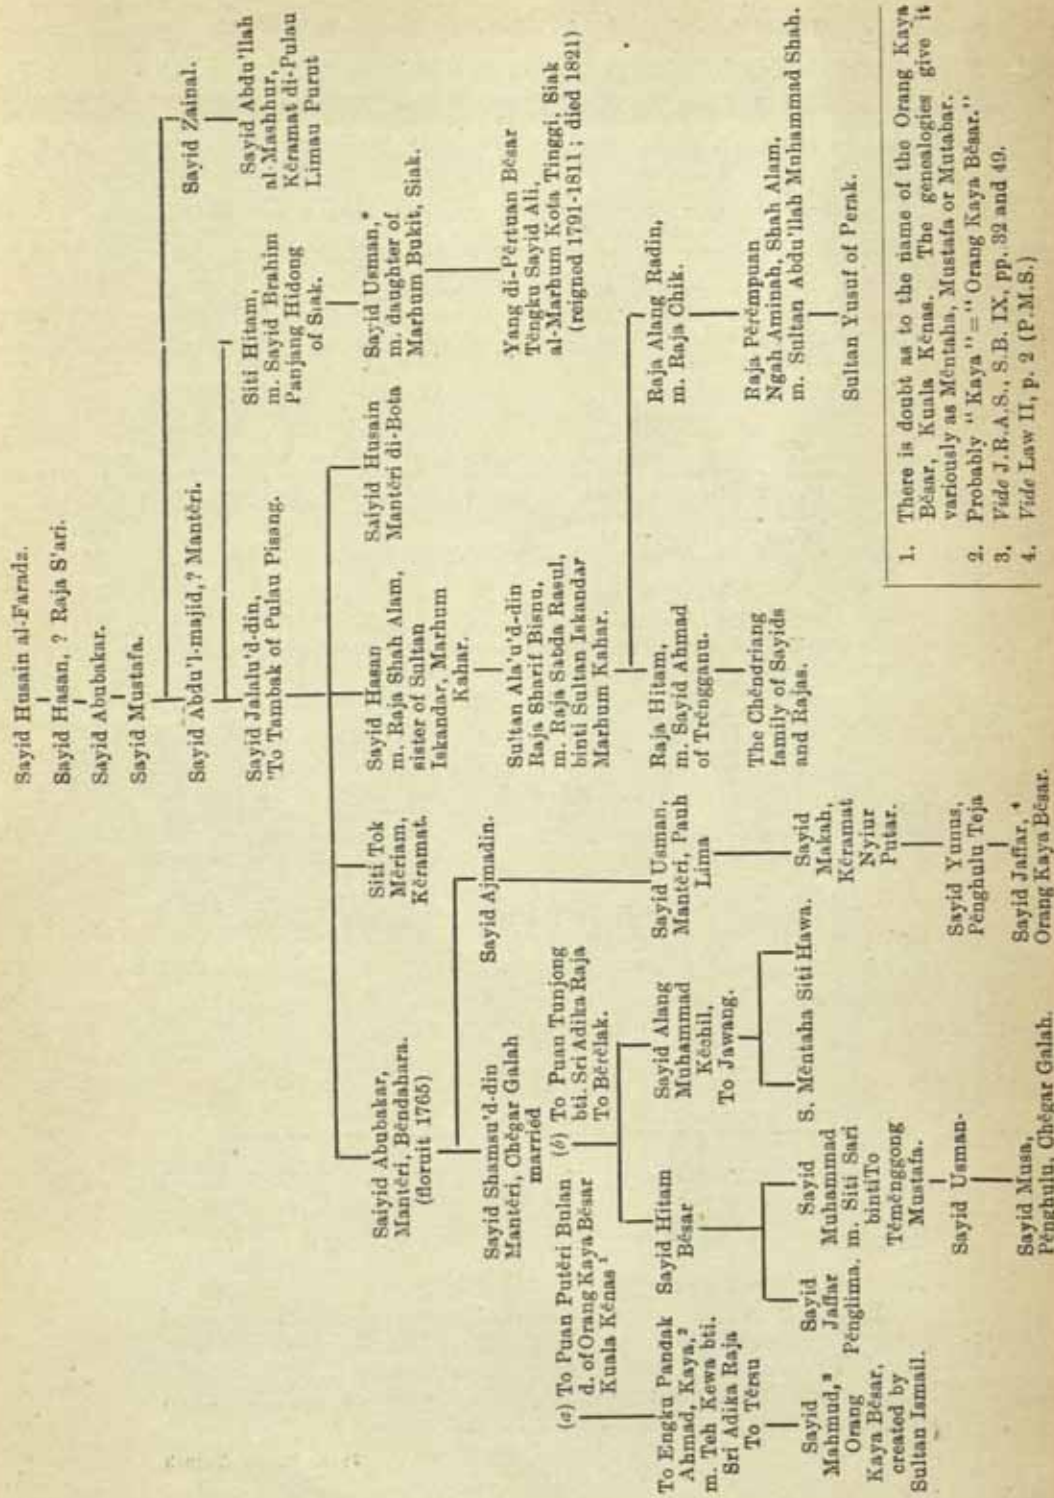 Sayid Husain al-Faradz.
Sayid Hasan, ? Raja S'ari.
Sayid Abubakar.
Sayid Mustafa.
Sayid Abdu'l-majid, ? Mantĕri.
Sayid Zainal.
Sayid Jalalu'd-din,
'To Tambak of Pulau Pisang.
Siti Hitam,
m. Sayid Brahim
Panjang Hidong
of Siak.
Sayid Abdu'llah
al-Mashhur,
Kĕramat di-Pulau
Limau Purut
Saiyid Abubakar,
Mantĕri, Bĕndahara.
(floruit 1765)
Siti Tok
Mĕriam,
Kĕramat.
Sayid Hasan
m. Raja Shah Alam,
sister of Sultan
Iskandar, Marhum
Kahar.
Saiyid Husain
Mantĕri di-Bota
Sayid Usman,*
m. daughter of
Marhum Bukit, Siak.
Sayid Shamsu'd-din
Mantĕri, Chĕgar Galah
married
Sayid Ajmadin.
Sultan Ala'u'd-din
Raja Sharif Bisnu,
m. Raja Sabda Rasul,
binti Sultan Iskandar
Marhum Kahar.
Yang di-Pĕrtuan Bĕsar
Tĕngku Sayid Ali,
al-Marhum Kota Tinggi, Siak
(reigned 1791-1811; died 1821)
(a) To Puan Putĕri Bulan
d. of Orang Kaya Bĕsar
Kuala Kĕnas ¹
(b) To Puan Tunjong
bti. Sri Adika Raja
To Bĕrĕlak.
To Engku Pandak
Ahmad, Kaya,²
m. Teh Kewa bti.
Sri Adika Raja
To Tĕrsu
Sayid Hitam
Bĕsar
Sayid Alang
Muhammad
Kĕchil,
To Jawang.
Sayid Usman,
Mantĕri, Pauh
Lima
Raja Hitam,
m. Sayid Ahmad
of Trĕngganu.
Raja Alang Radin,
m. Raja Chik.
Sayid
Mahmud,³
Orang
Kaya Bĕsar,
created by
Sultan Ismail.
Sayid
Jaffar
Pĕnglima.
Sayid
Muhammad
m. Siti Sari
bintiTo
Tĕmĕnggong
Mustafa.
S. Mĕntaha Siti Hawa.
Sayid
Makah,
Kĕramat
Nyiur
Putar.
The Chĕndriang
family of Sayids
and Rajas.
Raja Pĕrĕmpuan
Ngah Aminah, Shah Alam,
m. Sultan Abdu'llah Muhammad Shah.
Sayid Usman-
Sayid Yunus,
Pĕnghulu Teja
Sultan Yusuf of Perak.
Sayid Musa,
Pĕnghulu, Chĕgar Galah.
Sayid Jaffar, ⁴
Orang Kaya Bĕsar.
1. There is doubt as to the name of the Orang Kaya
Bĕsar, Kuala Kĕnas. The genealogies give it
variously as Mĕntaha, Mustafa or Mutabar.
2. Probably "Kaya"="Orang Kaya Bĕsar."
3. Vide J.R.A.S., S.B. IX, pp. 32 and 49.
4. Vide Law II, p. 2 (P.M.S.)